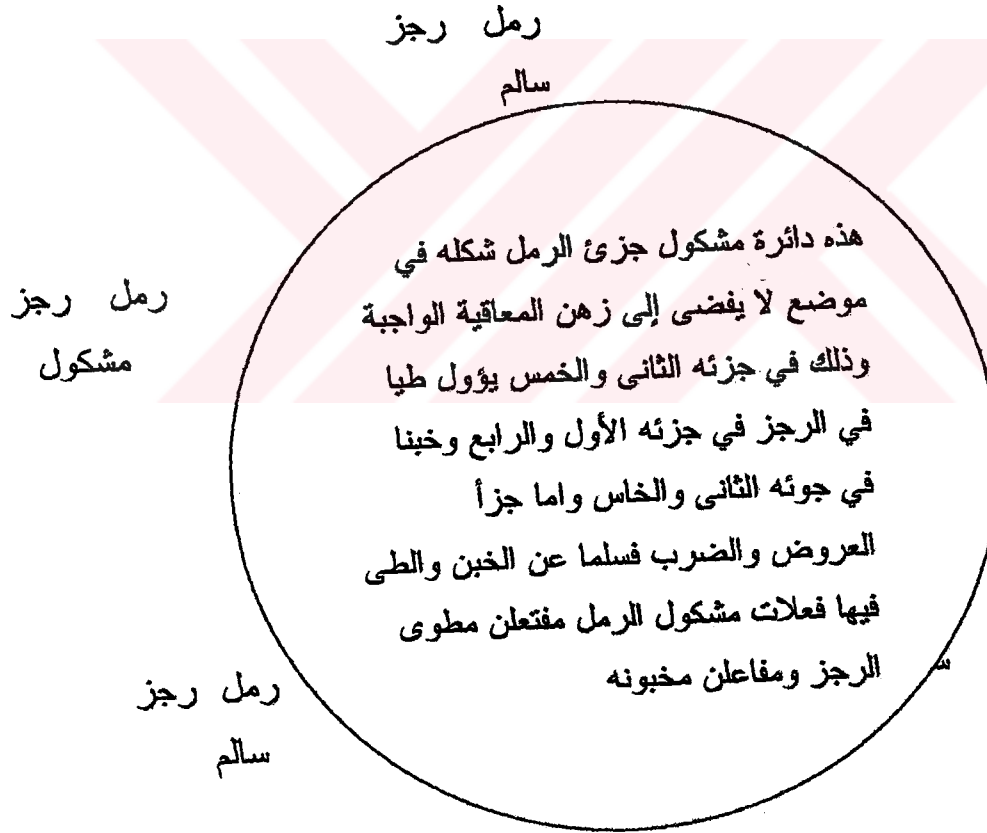 رمل رجز
سالم
هذه دائرة مشكول جزئ الرمل شكله في
موضع لا يفضى إلى زهن المعاقية الواجبة
وذلك في جزئه الثانى والخمس يؤول طيا
في الرجز في جزئه الأول والرابع وخبنا
في جوئه الثانى والخاس واما جزأ
العروض والضرب فسلما عن الخبن والطى
فيها فعلات مشكول الرمل مفتعلن مطوى
الرجز ومفاعلن مخبونه
رمل رجز
مشكول
رمل رجز
سالم